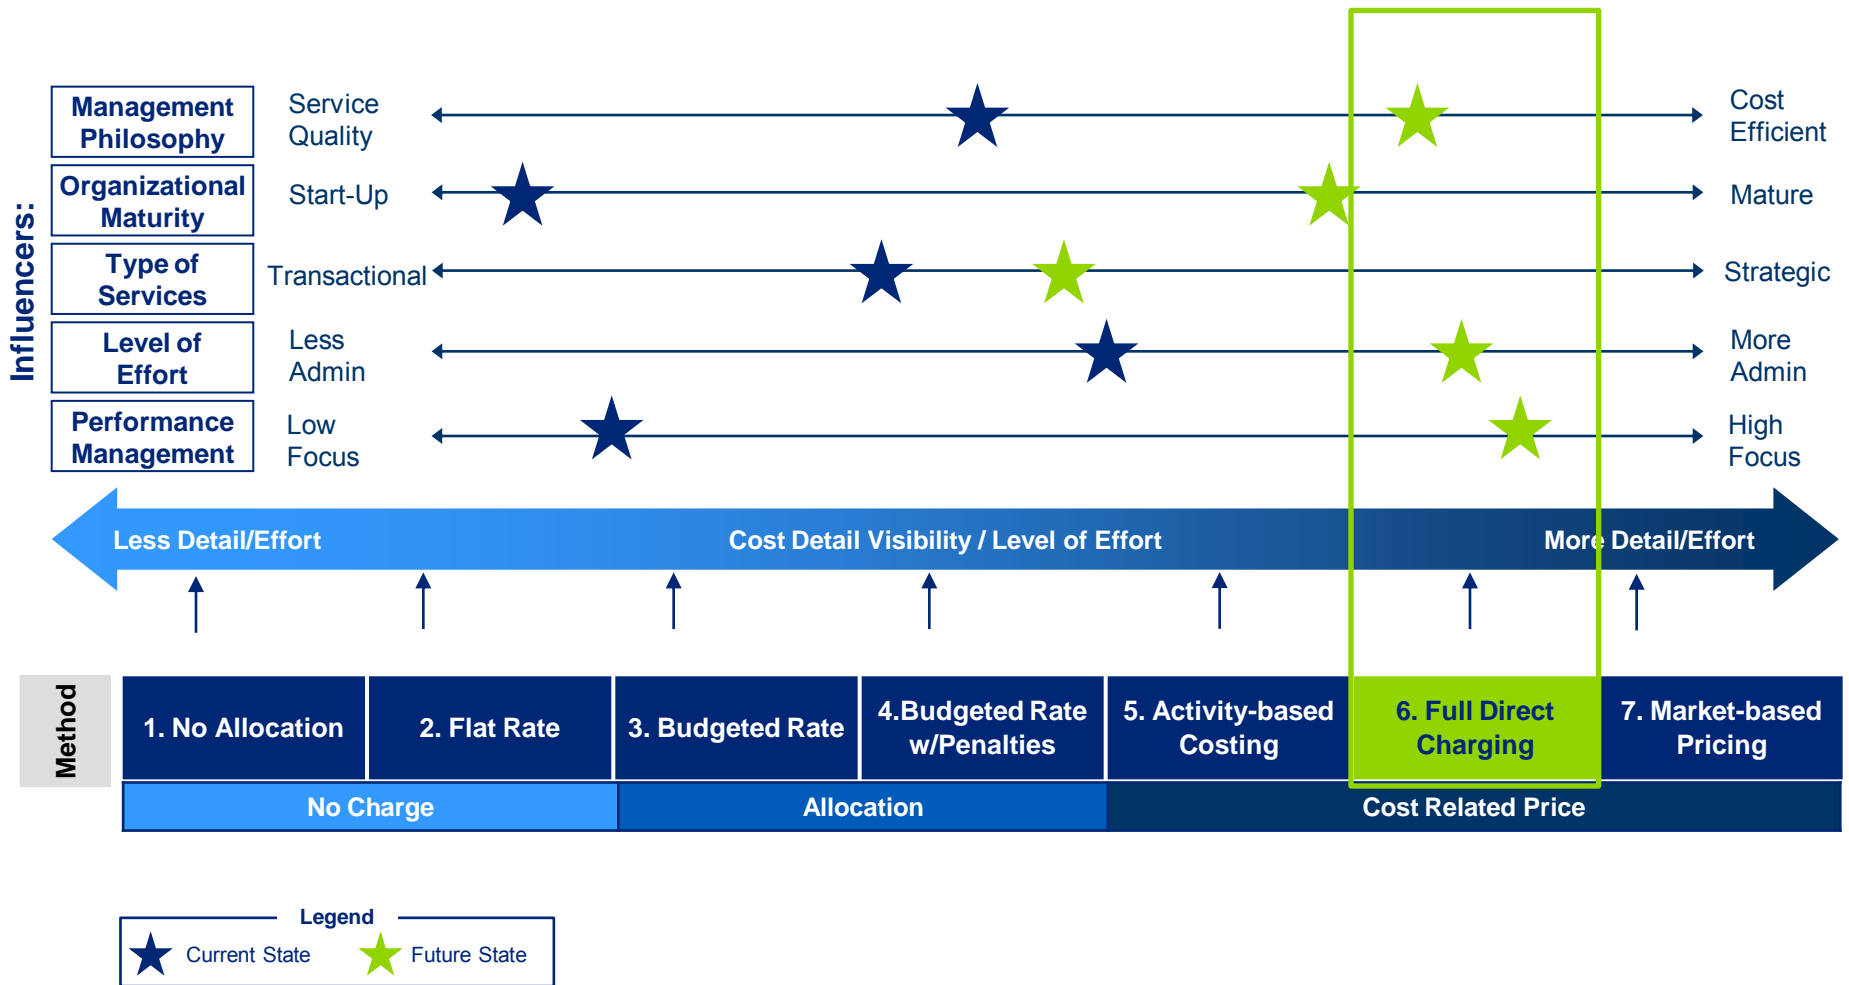 Influencers:
Management
Philosophy
Service
Quality
Cost
Efficient
Organizational
Maturity
Start-Up
Mature
Type of
Services
Transactional
Strategic
Level of
Effort
Less
Admin
More
Admin
Performance
Management
Low
Focus
High
Focus
Less Detail/Effort
Cost Detail Visibility / Level of Effort
More Detail/Effort
Method
1. No Allocation
2. Flat Rate
3. Budgeted Rate
4.Budgeted Rate
w/Penalties
5. Activity-based
Costing
6. Full Direct
Charging
7. Market-based
Pricing
No Charge
Allocation
Cost Related Price
Legend
Current State
Future State